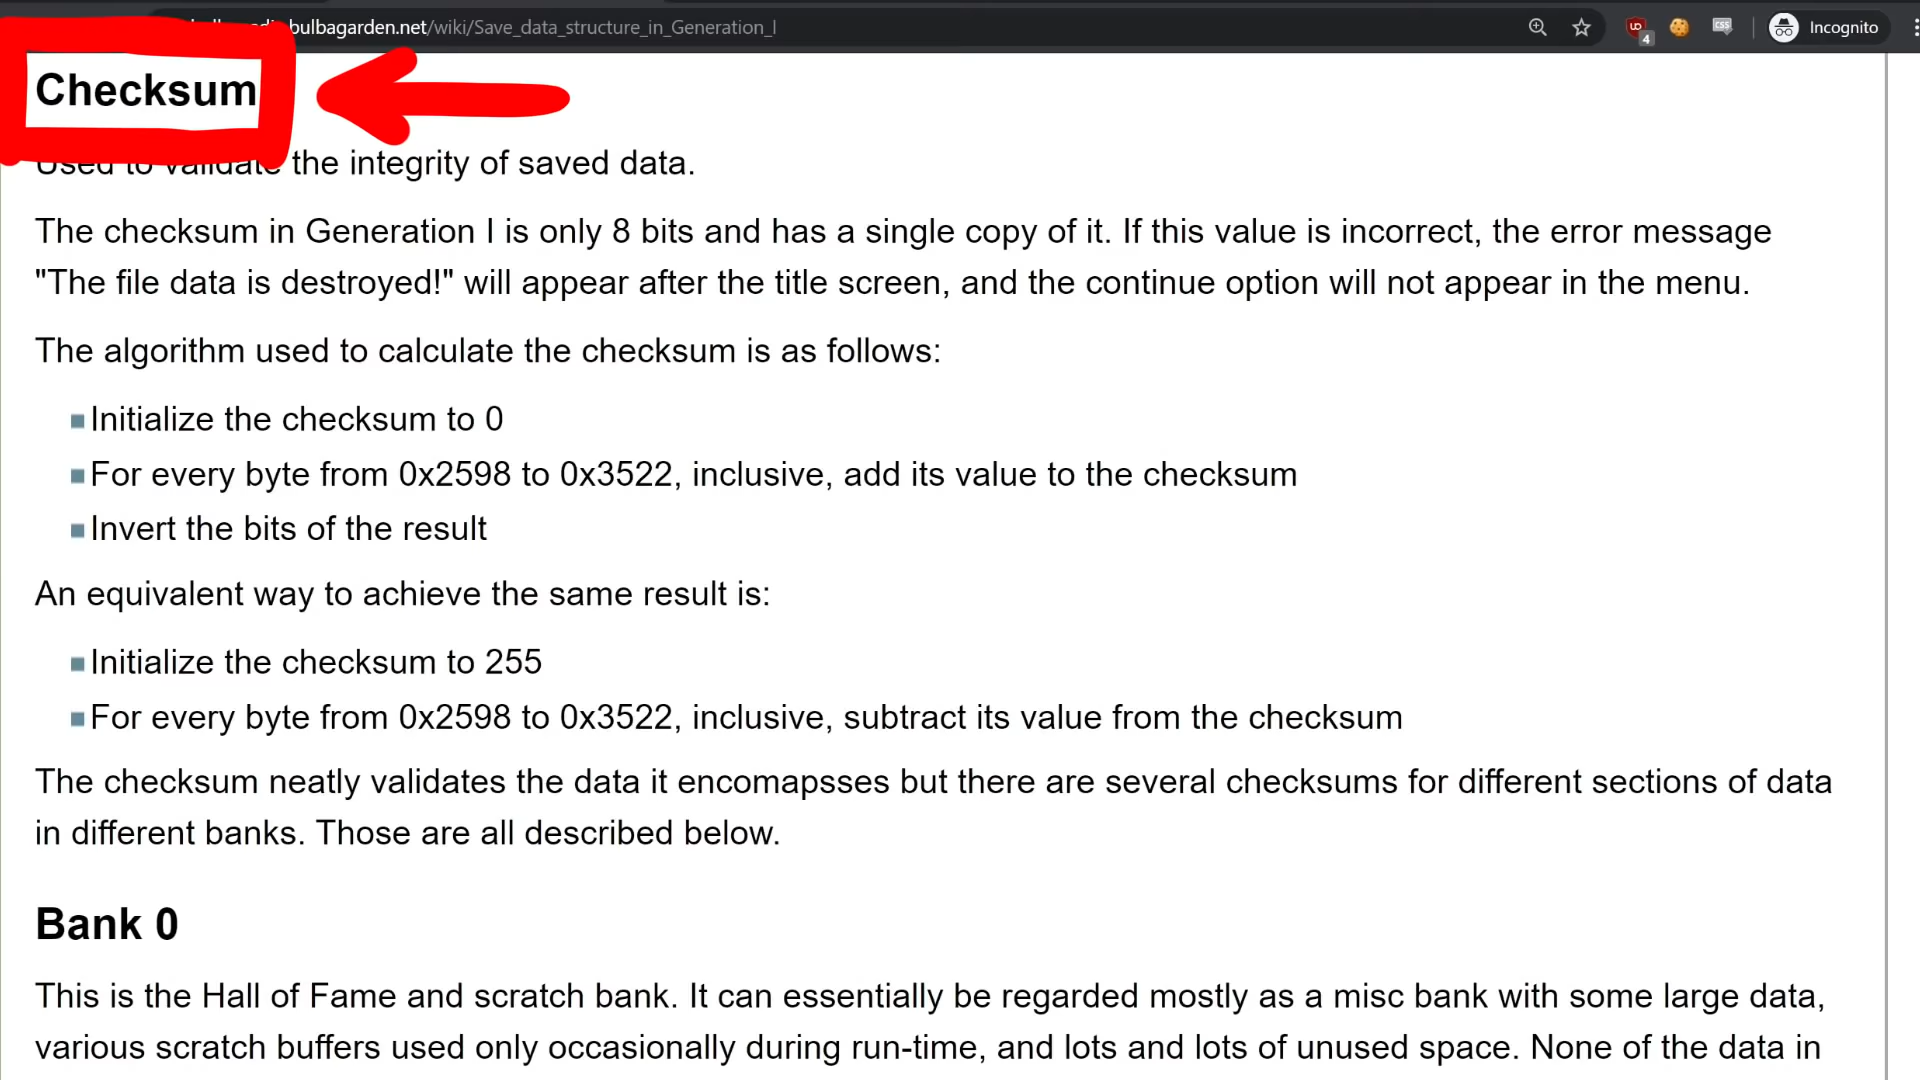 bulbagarden.net/wiki/Save_data_structure_in_Generation_I
4
CSS
Incognito
Checksum
Used to validate the integrity of saved data.
The checksum in Generation I is only 8 bits and has a single copy of it. If this value is incorrect, the error message
"The file data is destroyed!" will appear after the title screen, and the continue option will not appear in the menu.
The algorithm used to calculate the checksum is as follows:
Initialize the checksum to 0
For every byte from 0x2598 to 0x3522, inclusive, add its value to the checksum
Invert the bits of the result
An equivalent way to achieve the same result is:
Initialize the checksum to 255
For every byte from 0x2598 to 0x3522, inclusive, subtract its value from the checksum
The checksum neatly validates the data it encomapsses but there are several checksums for different sections of data
in different banks. Those are all described below.
Bank 0
This is the Hall of Fame and scratch bank. It can essentially be regarded mostly as a misc bank with some large data,
various scratch buffers used only occasionally during run-time, and lots and lots of unused space. None of the data in